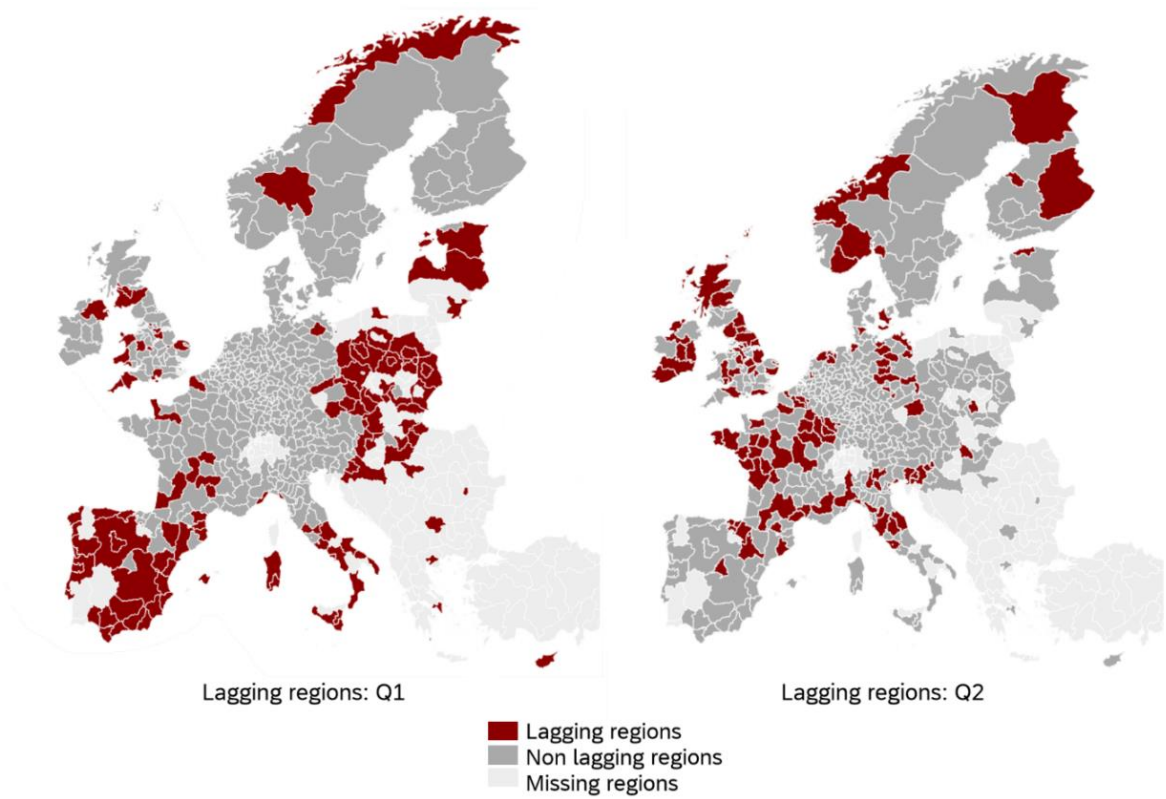 Lagging regions: Q1
Lagging regions: Q2
Lagging regions
Non lagging regions
Missing regions